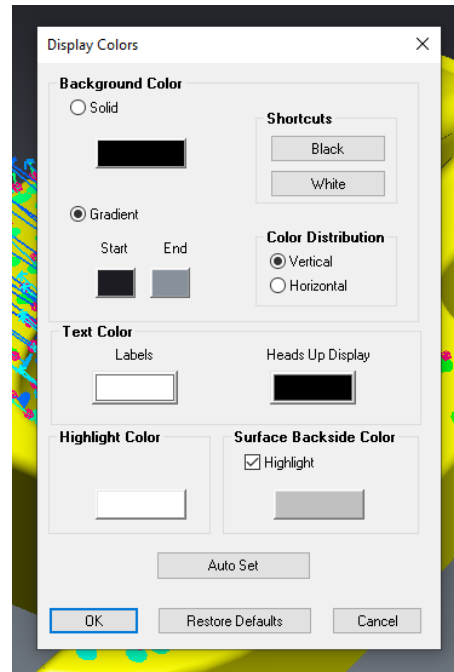 Display Colors
Background Color
Solid
Shortcuts
Black
White
Gradient
Start End
Color Distribution
Vertical
Horizontal
Text Color
Labels
Heads Up Display
Highlight Color
Surface Backside Color
Highlight
Auto Set
OK
Restore Defaults
Cancel